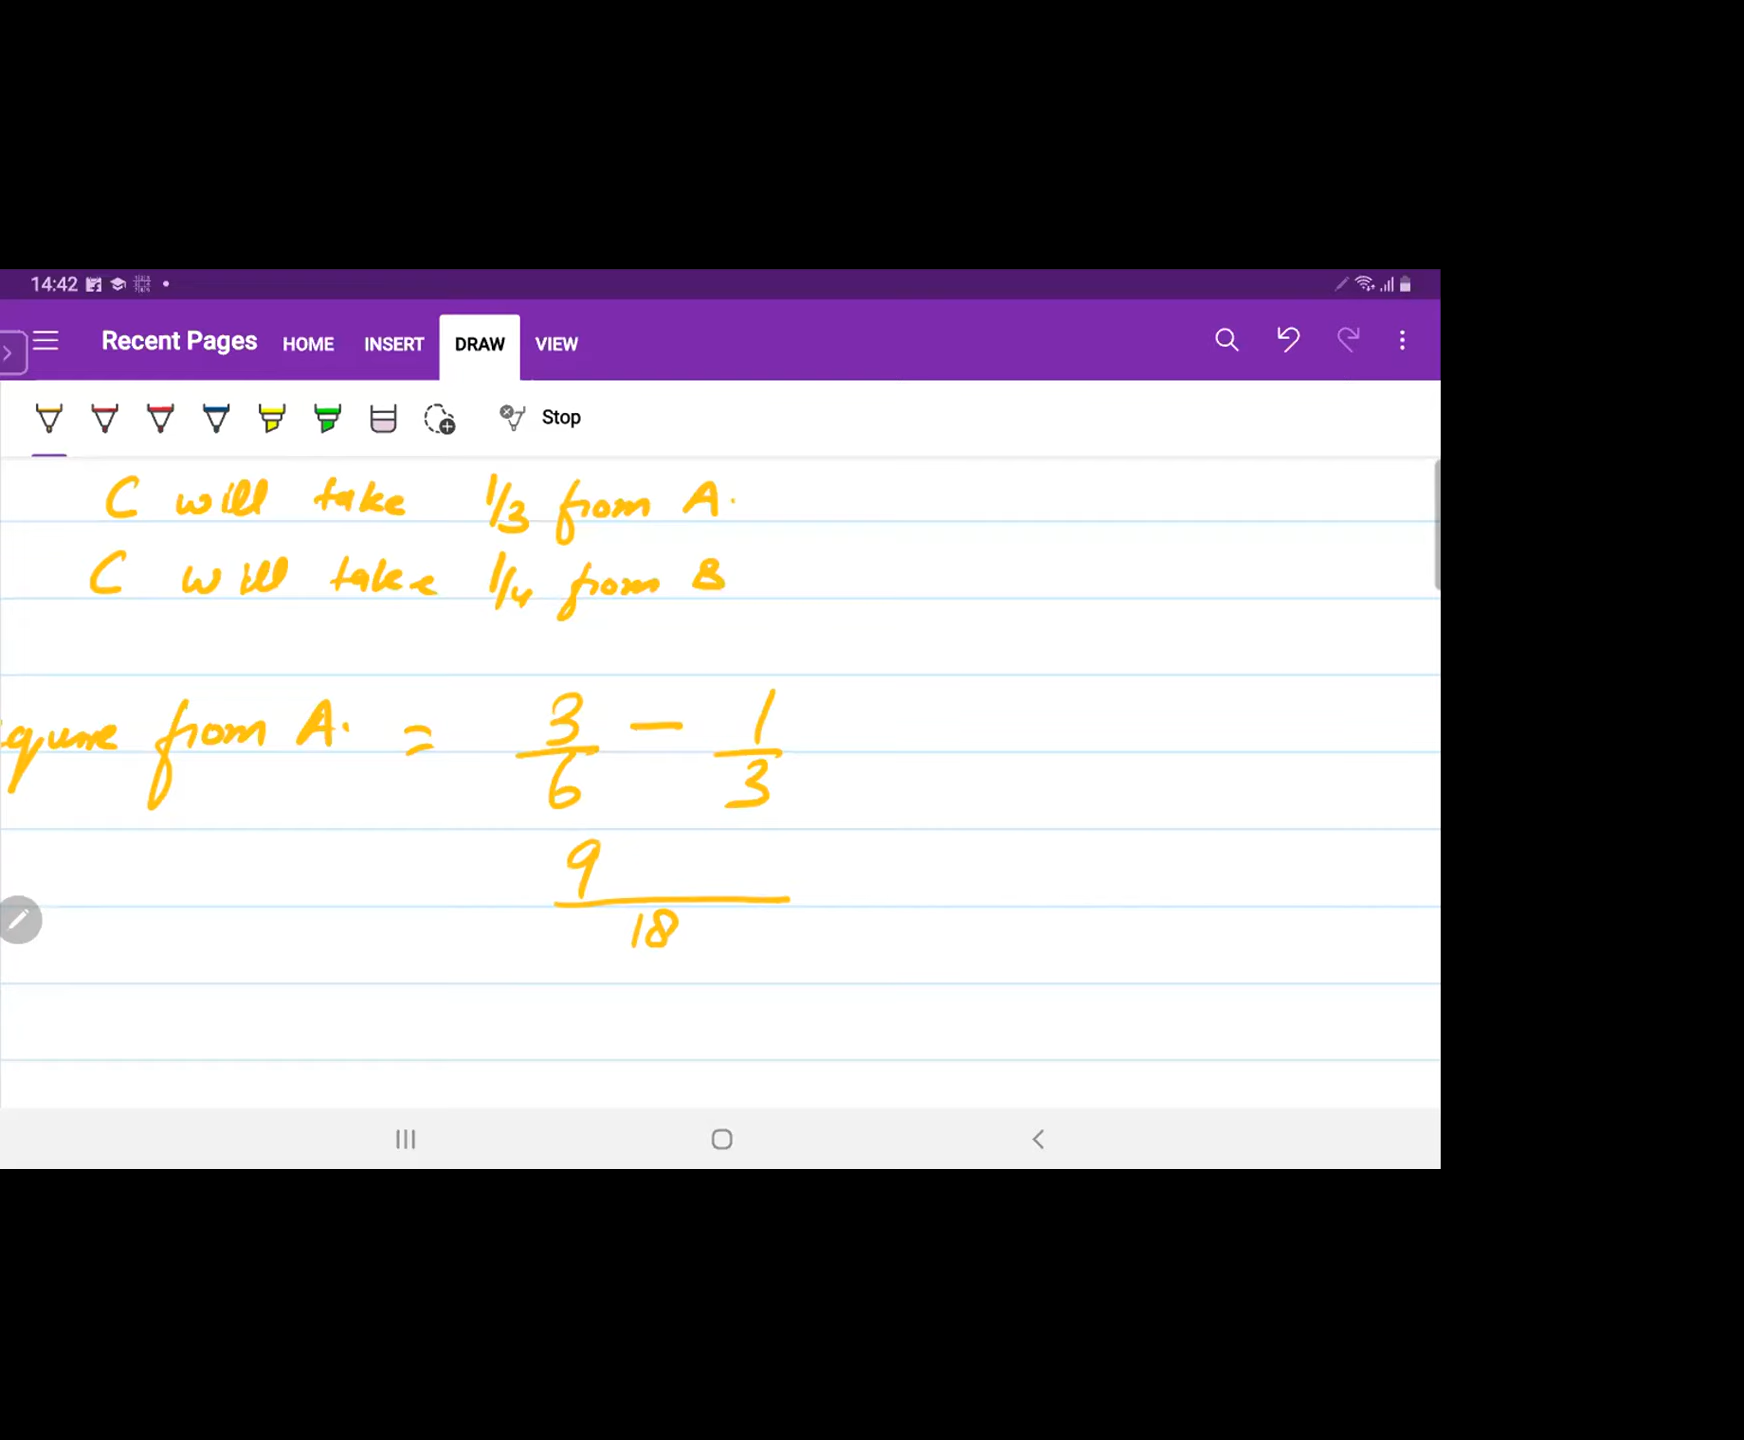 14:42
Recent Pages HOME INSERT DRAW VIEW
Stop
C will take 1/3 from A.
C will take 1/4 from B
quire from A. = 3/6 - 1/3
9
18